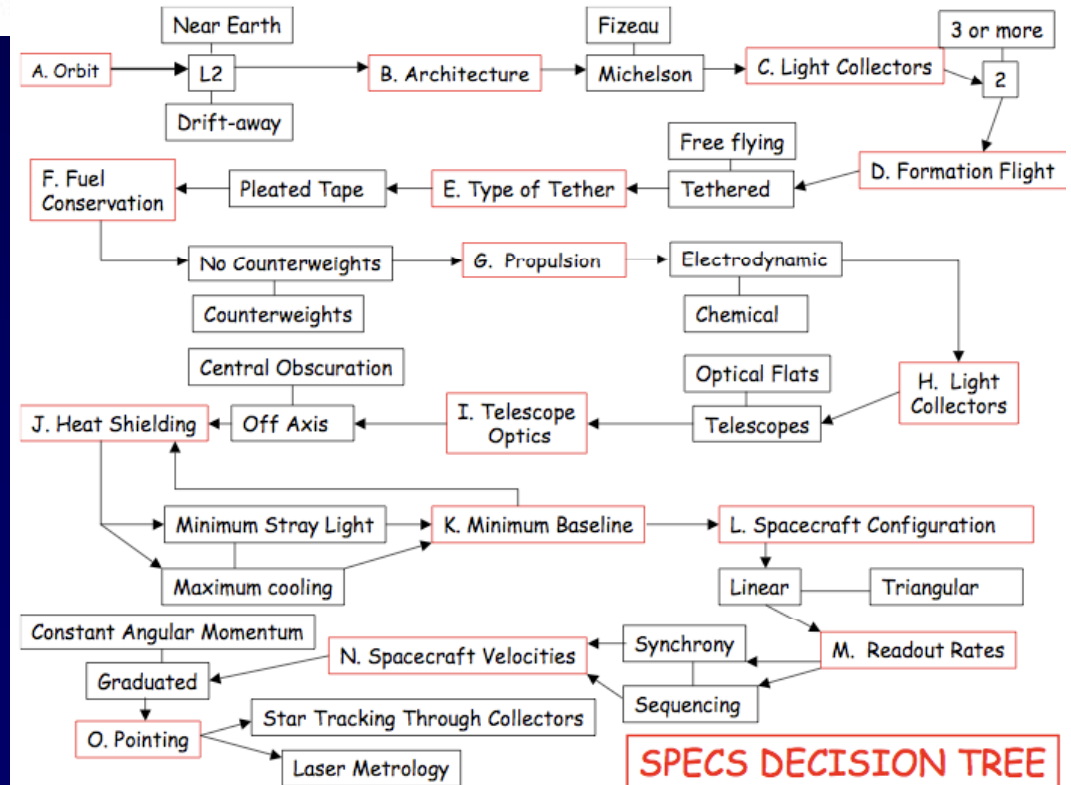 Near Earth
Fizeau
3 or more
A. Orbit
L2
B. Architecture
Michelson
C. Light Collectors
2
Drift-away
Free flying
D. Formation Flight
F. Fuel
Conservation
Pleated Tape
E. Type of Tether
Tethered
No Counterweights
G. Propulsion
Electrodynamic
Counterweights
Chemical
Central Obscuration
Optical Flats
H. Light
Collectors
J. Heat Shielding
Off Axis
I. Telescope
Optics
Telescopes
Minimum Stray Light
K. Minimum Baseline
L. Spacecraft Configuration
Maximum cooling
Linear
Triangular
Constant Angular Momentum
Synchrony
M. Readout Rates
N. Spacecraft Velocities
Graduated
Sequencing
Star Tracking Through Collectors
O. Pointing
Laser Metrology
SPECS DECISION TREE